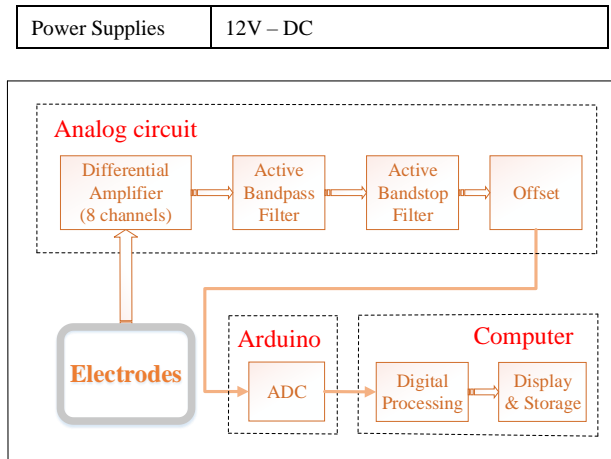 Power Supplies 12V – DC
Analog circuit
Differential
Amplifier
(8 channels)
Active
Bandpass
Filter
Active
Bandstop
Filter
Offset
Electrodes
Arduino
ADC
Computer
Digital
Processing
Display
& Storage